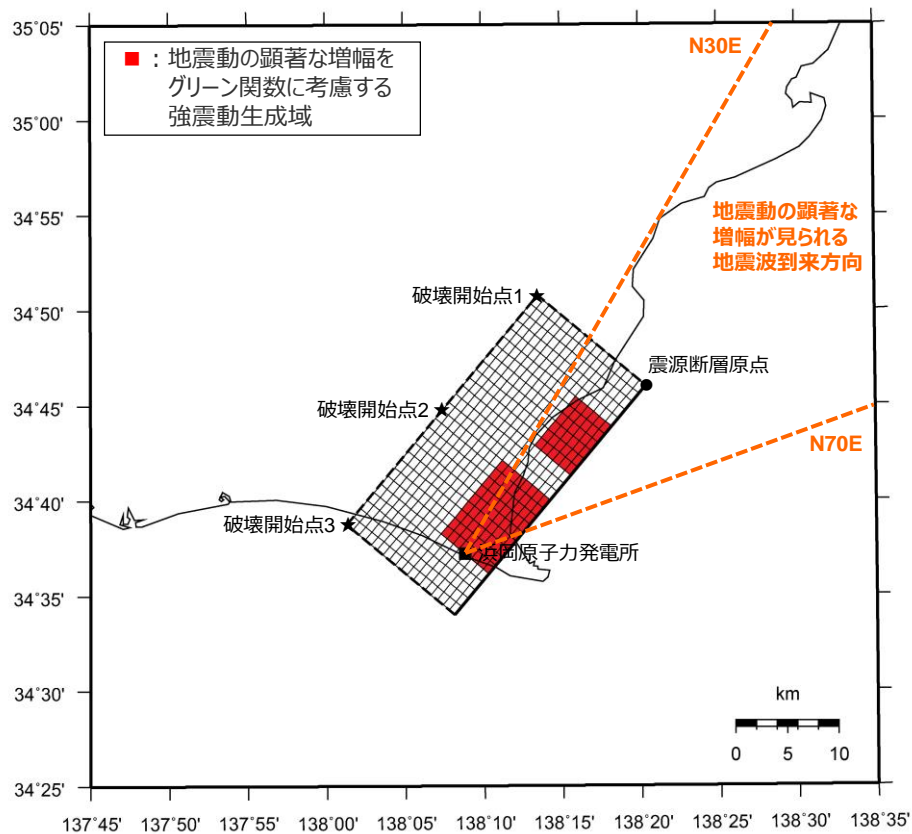 35°05'
35°00'
34°55'
34°50'
34°45'
34°40'
34°35'
34°30'
34°25'
■：地震動の顕著な増幅を
グリーン関数に考慮する
強震動生成域
N30E
地震動の顕著な
増幅が見られる
地震波到来方向
破壊開始点1
震源断層原点
破壊開始点2
N70E
破壊開始点3
浜岡原子力発電所
km
0 5 10
137°45' 137°50' 137°55' 138°00' 138°05' 138°10' 138°15' 138°20' 138°25' 138°30' 138°35'